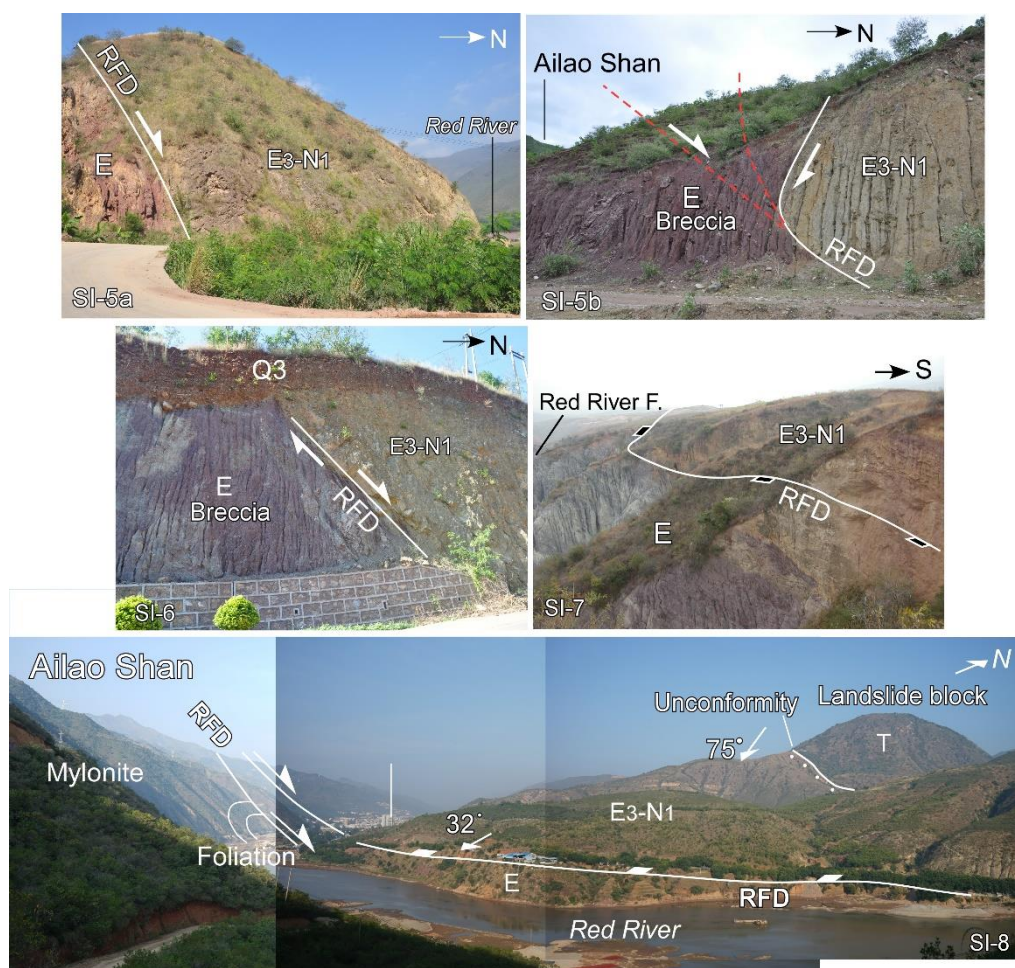 N
RFD
Red River
E
E3-N1
SI-5a
N
Ailao Shan
E3-N1
E
Breccia
RFD
SI-5b
N
Q3
E3-N1
E
Breccia
RFD
SI-6
S
Red River F.
E3-N1
RFD
E
SI-7
Ailao Shan
N
Unconformity
Landslide block
RFD
75°
T
Mylonite
E3-N1
32°
Foliation
E
RFD
Red River
SI-8